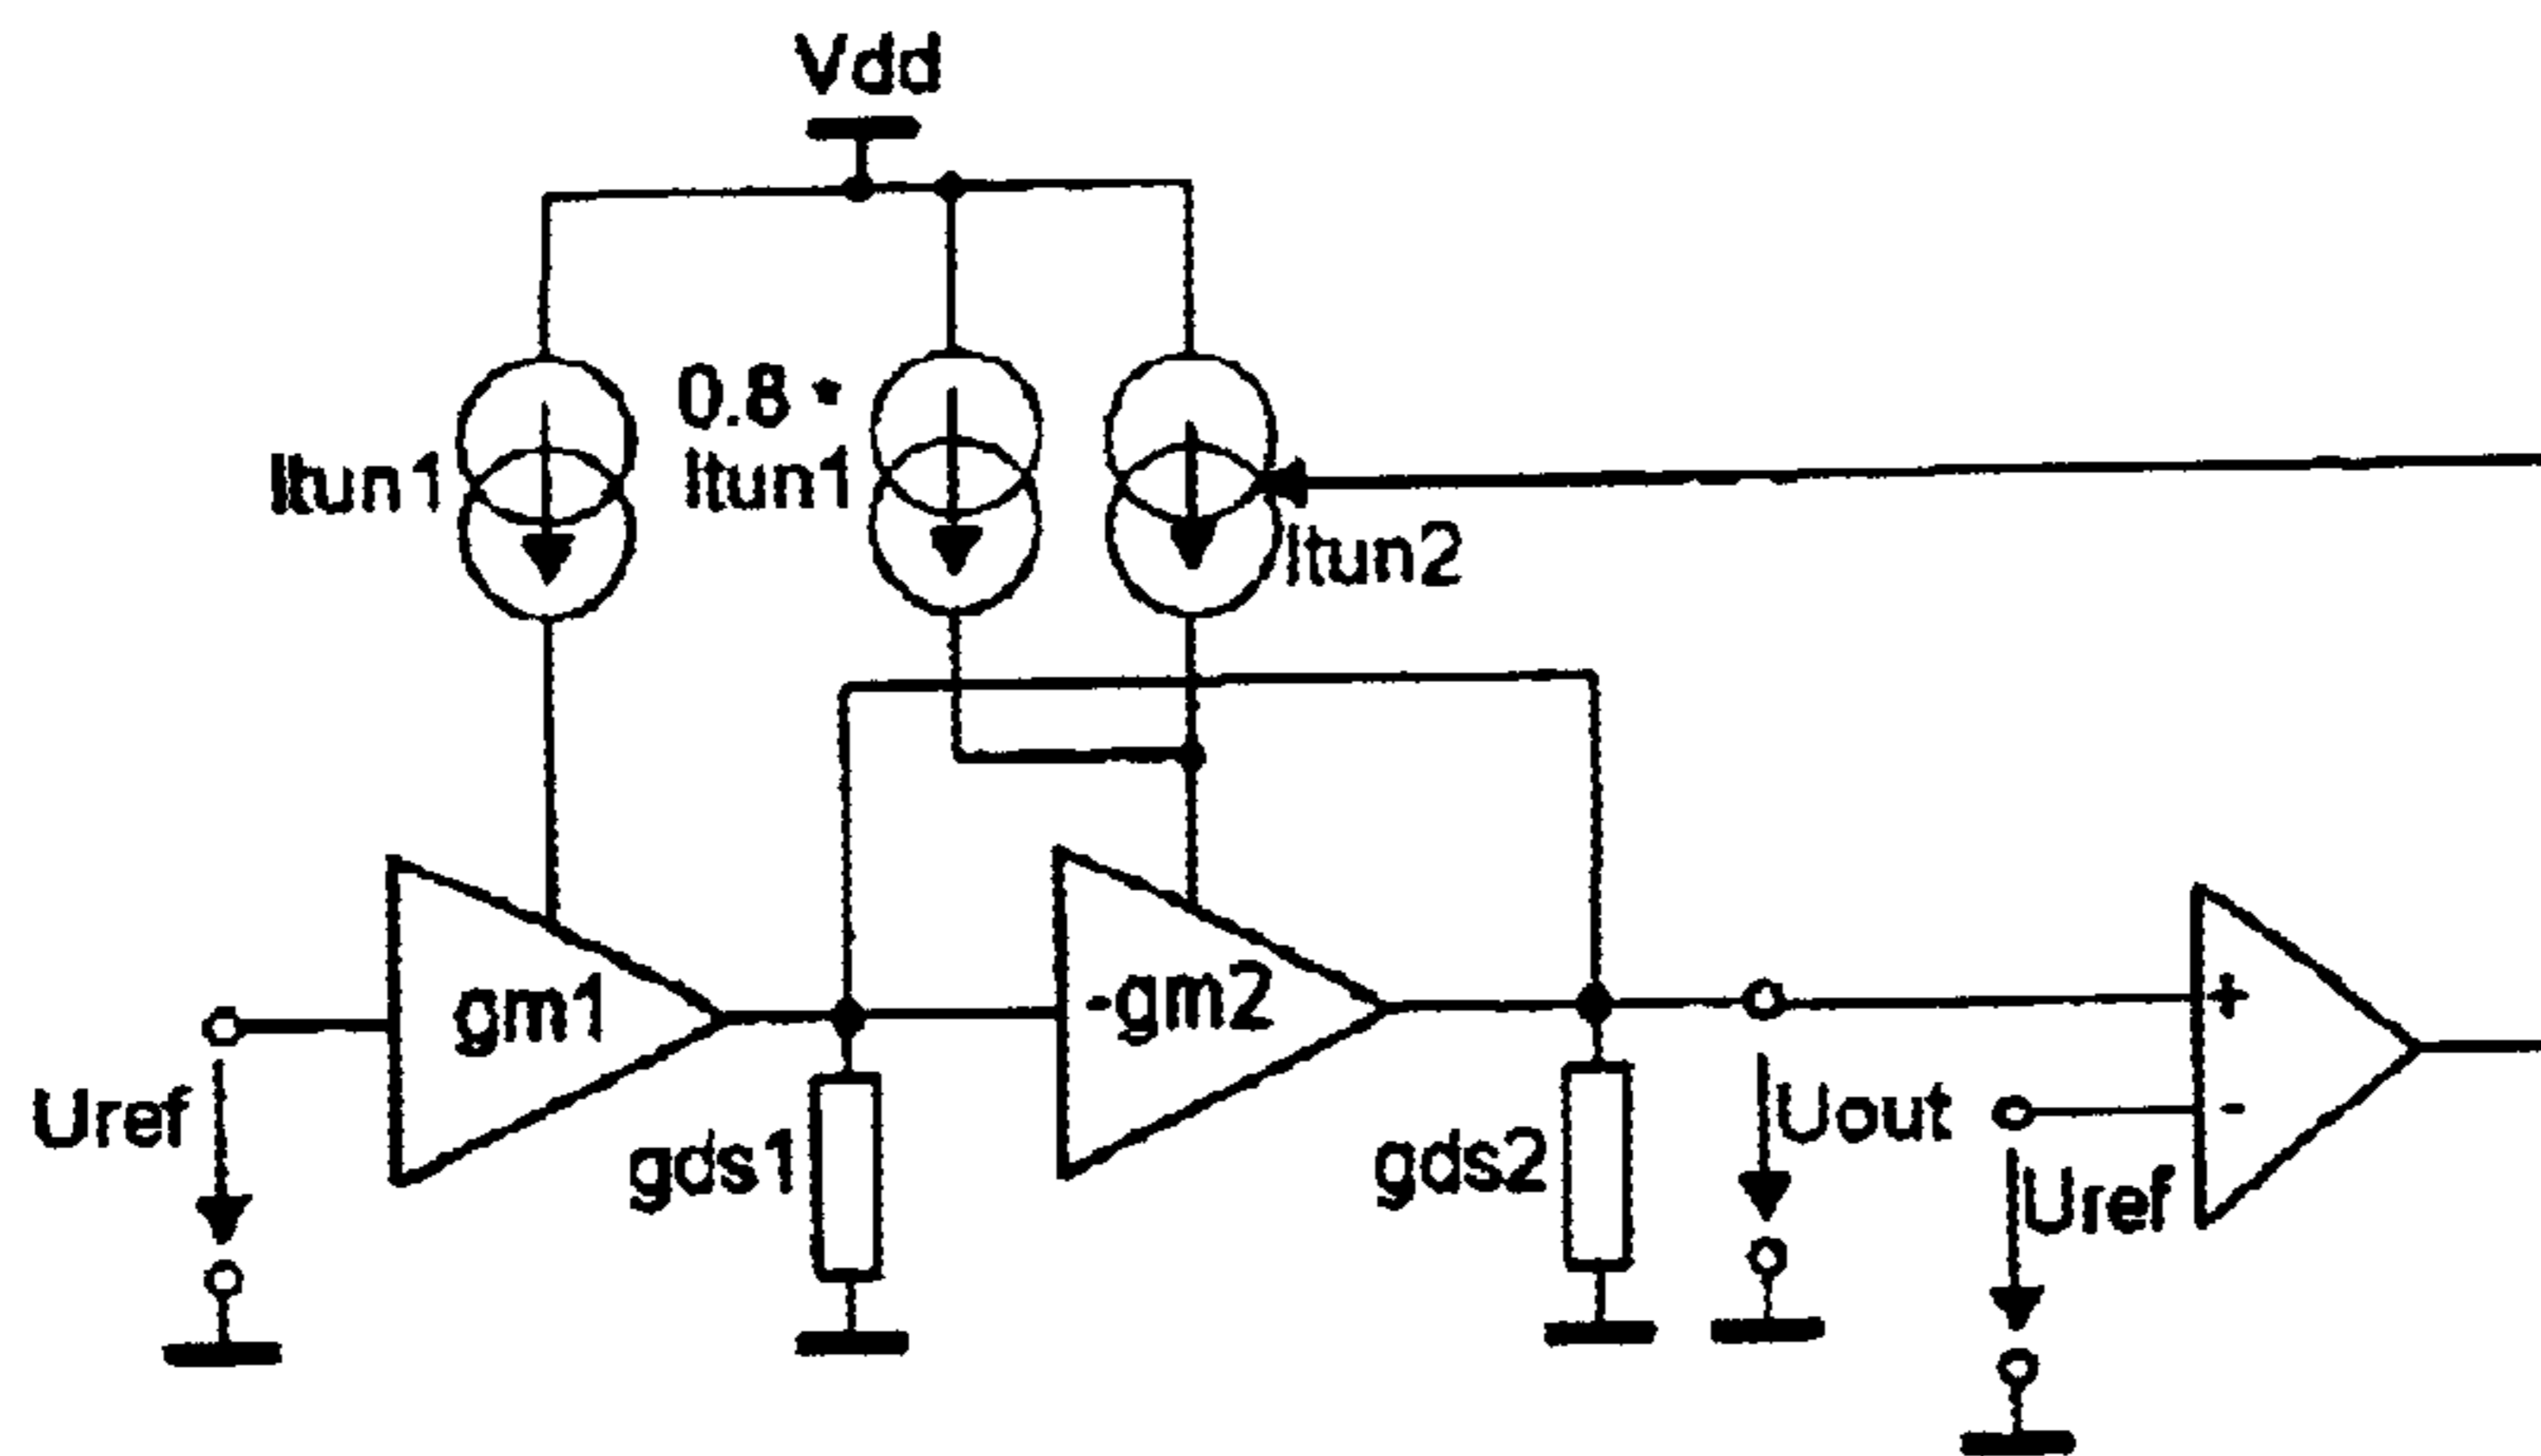 Vdd
0.8 *
Itun1
Itun1
Itun2
gm1
-gm2
+
-
Uref
gds1
gds2
Uout
Uref